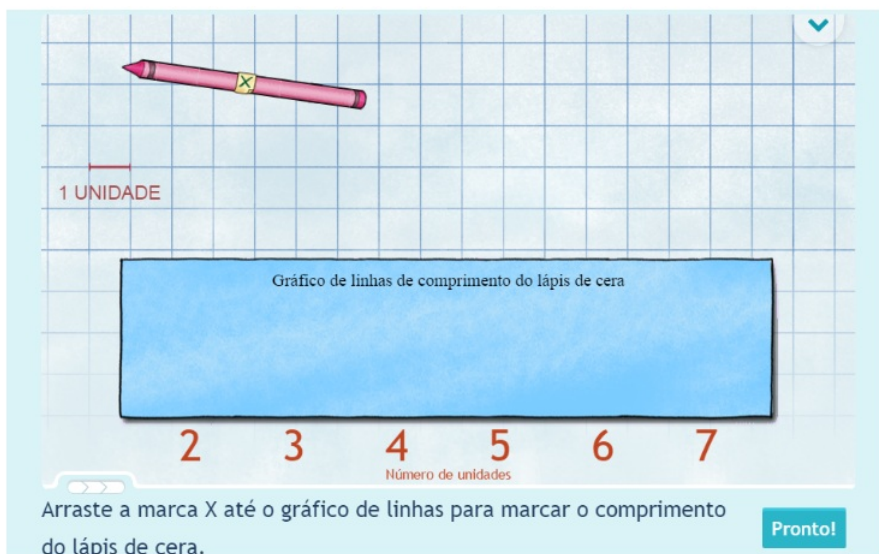 X
1 UNIDADE
Gráfico de linhas de comprimento do lápis de cera
2 3 4 5 6 7
Número de unidades
Arraste a marca X até o gráfico de linhas para marcar o comprimento
do lápis de cera.
Pronto!